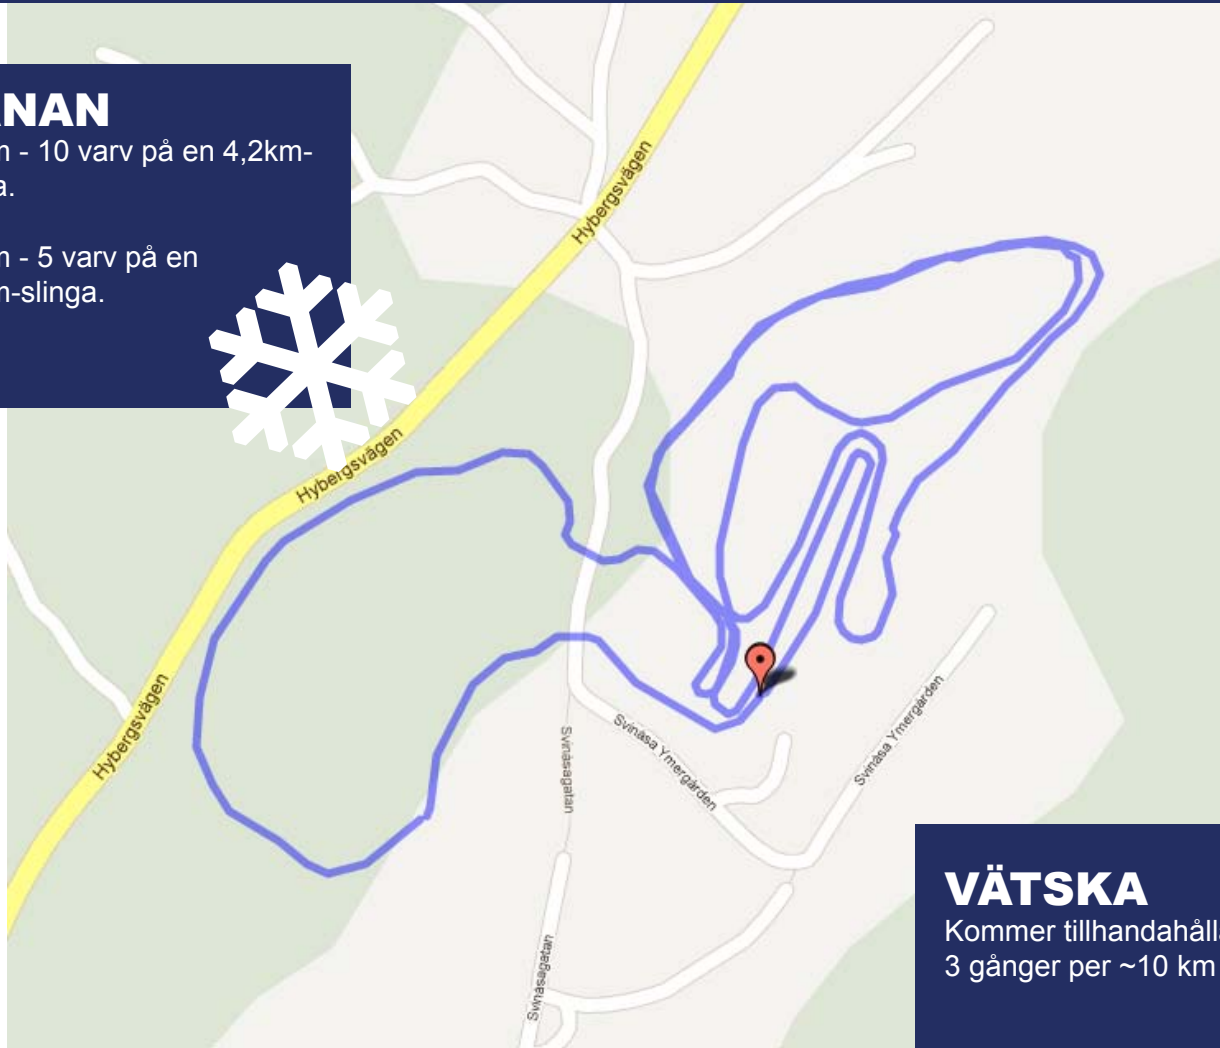 ANAN
m - 10 varv på en 4,2km-
a.
m - 5 varv på en
m-slinga.
Hybergsvägen
Hybergsvägen
Hybergsvägen
Svinåsagatan
Svinåsa Ymergården
Svinåsa Ymergården
Svinåsagatan
VÄTSKA
Kommer tillhandahålla
3 gånger per ~10 km